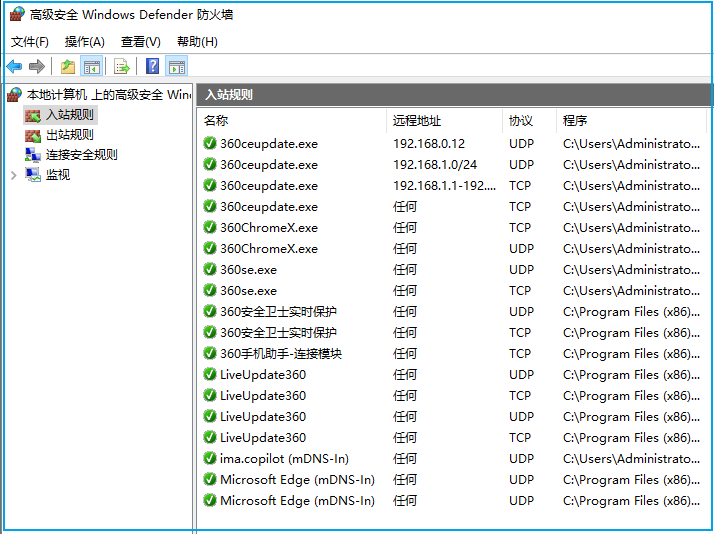 高级安全 Windows Defender 防火墙
文件(F) 操作(A) 查看(V) 帮助(H)
本地计算机 上的高级安全 Win
入站规则
出站规则
连接安全规则
监视
入站规则
名称 远程地址 协议 程序
360ceupdate.exe 192.168.0.12 UDP C:\Users\Administrato...
360ceupdate.exe 192.168.1.0/24 UDP C:\Users\Administrato...
360ceupdate.exe 192.168.1.1-192.... TCP C:\Users\Administrato...
360ceupdate.exe 任何 TCP C:\Users\Administrato...
360ChromeX.exe 任何 TCP C:\Users\Administrato...
360ChromeX.exe 任何 UDP C:\Users\Administrato...
360se.exe 任何 UDP C:\Users\Administrato...
360se.exe 任何 TCP C:\Users\Administrato...
360安全卫士实时保护 任何 UDP C:\Program Files (x86)...
360安全卫士实时保护 任何 TCP C:\Program Files (x86)...
360手机助手-连接模块 任何 TCP C:\Program Files (x86)...
LiveUpdate360 任何 UDP C:\Program Files (x86)...
LiveUpdate360 任何 TCP C:\Program Files (x86)...
LiveUpdate360 任何 UDP C:\Program Files (x86)...
LiveUpdate360 任何 TCP C:\Program Files (x86)...
ima.copilot (mDNS-In) 任何 UDP C:\Users\Administrato...
Microsoft Edge (mDNS-In) 任何 UDP C:\Program Files (x86)...
Microsoft Edge (mDNS-In) 任何 UDP C:\Program Files (x86)...